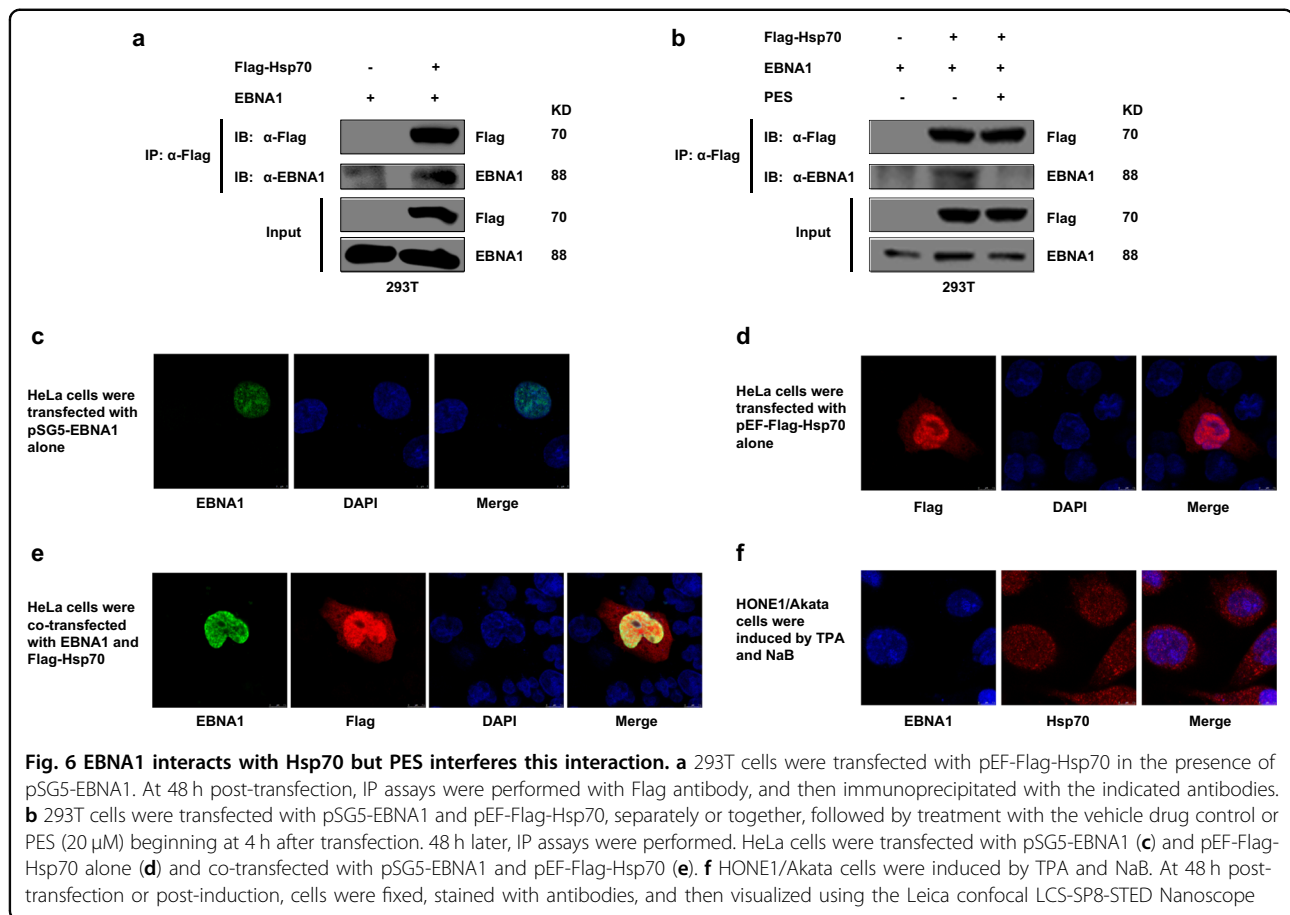 a
Flag-Hsp70 - +
EBNA1 + +
KD
IP: α-Flag
IB: α-Flag Flag 70
IB: α-EBNA1 EBNA1 88
Input
Flag 70
EBNA1 88
293T
b
Flag-Hsp70 - + +
EBNA1 + + +
PES - - +
KD
IP: α-Flag
IB: α-Flag Flag 70
IB: α-EBNA1 EBNA1 88
Input
Flag 70
EBNA1 88
293T
c
HeLa cells were
transfected with
pSG5-EBNA1
alone
EBNA1 DAPI Merge
d
HeLa cells were
transfected with
pEF-Flag-Hsp70
alone
Flag DAPI Merge
e
HeLa cells were
co-transfected
with EBNA1 and
Flag-Hsp70
EBNA1 Flag DAPI Merge
f
HONE1/Akata
cells were
induced by TPA
and NaB
EBNA1 Hsp70 Merge
Fig. 6 EBNA1 interacts with Hsp70 but PES interferes this interaction. a 293T cells were transfected with pEF-Flag-Hsp70 in the presence of
pSG5-EBNA1. At 48 h post-transfection, IP assays were performed with Flag antibody, and then immunoprecipitated with the indicated antibodies.
b 293T cells were transfected with pSG5-EBNA1 and pEF-Flag-Hsp70, separately or together, followed by treatment with the vehicle drug control or
PES (20 μM) beginning at 4 h after transfection. 48 h later, IP assays were performed. HeLa cells were transfected with pSG5-EBNA1 (c) and pEF-Flag-
Hsp70 alone (d) and co-transfected with pSG5-EBNA1 and pEF-Flag-Hsp70 (e). f HONE1/Akata cells were induced by TPA and NaB. At 48 h post-
transfection or post-induction, cells were fixed, stained with antibodies, and then visualized using the Leica confocal LCS-SP8-STED Nanoscope